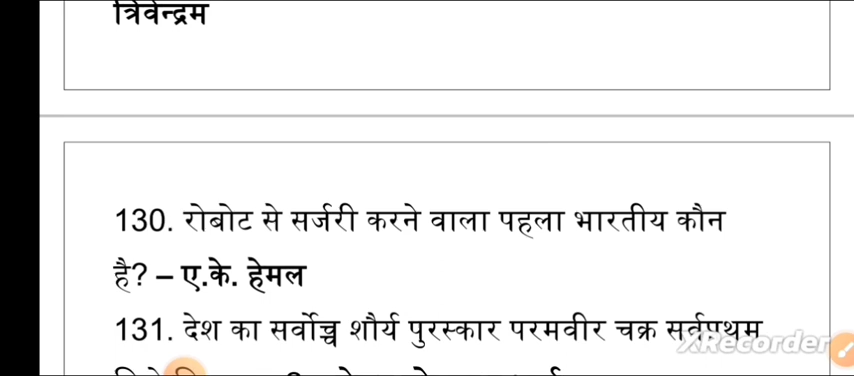 त्रिवेन्द्रम
130. रोबोट से सर्जरी करने वाला पहला भारतीय कौन
है? – ए.के. हेमल
131. देश का सर्वोच्च शौर्य पुरस्कार परमवीर चक्र सर्वप्रथम
XRecorder